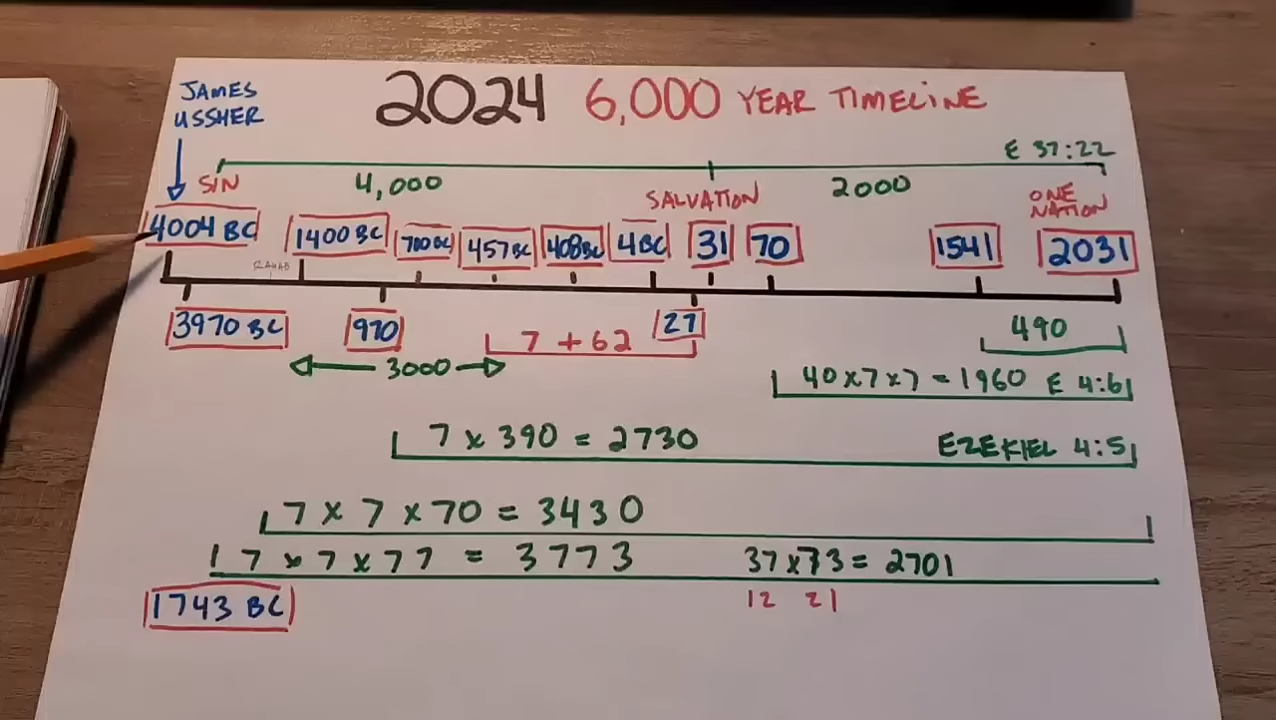 JAMES
USSHER
2024 6,000 YEAR TIMELINE
E 37:22
SIN
4,000
SALVATION
2000
ONE
NATION
4004 BC
1400 BC
700 BC
457 BC
408 BC
4 BC
31
70
1541
2031
3970 BC
970
7 + 62
27
490
3000
40 x 7 x 7 = 1960 E 4:6
7 x 390 = 2730
EZEKIEL 4:5
7 x 7 x 70 = 3430
7 x 7 x 77 = 3773
37 x 73 = 2701
1743 BC
12 21